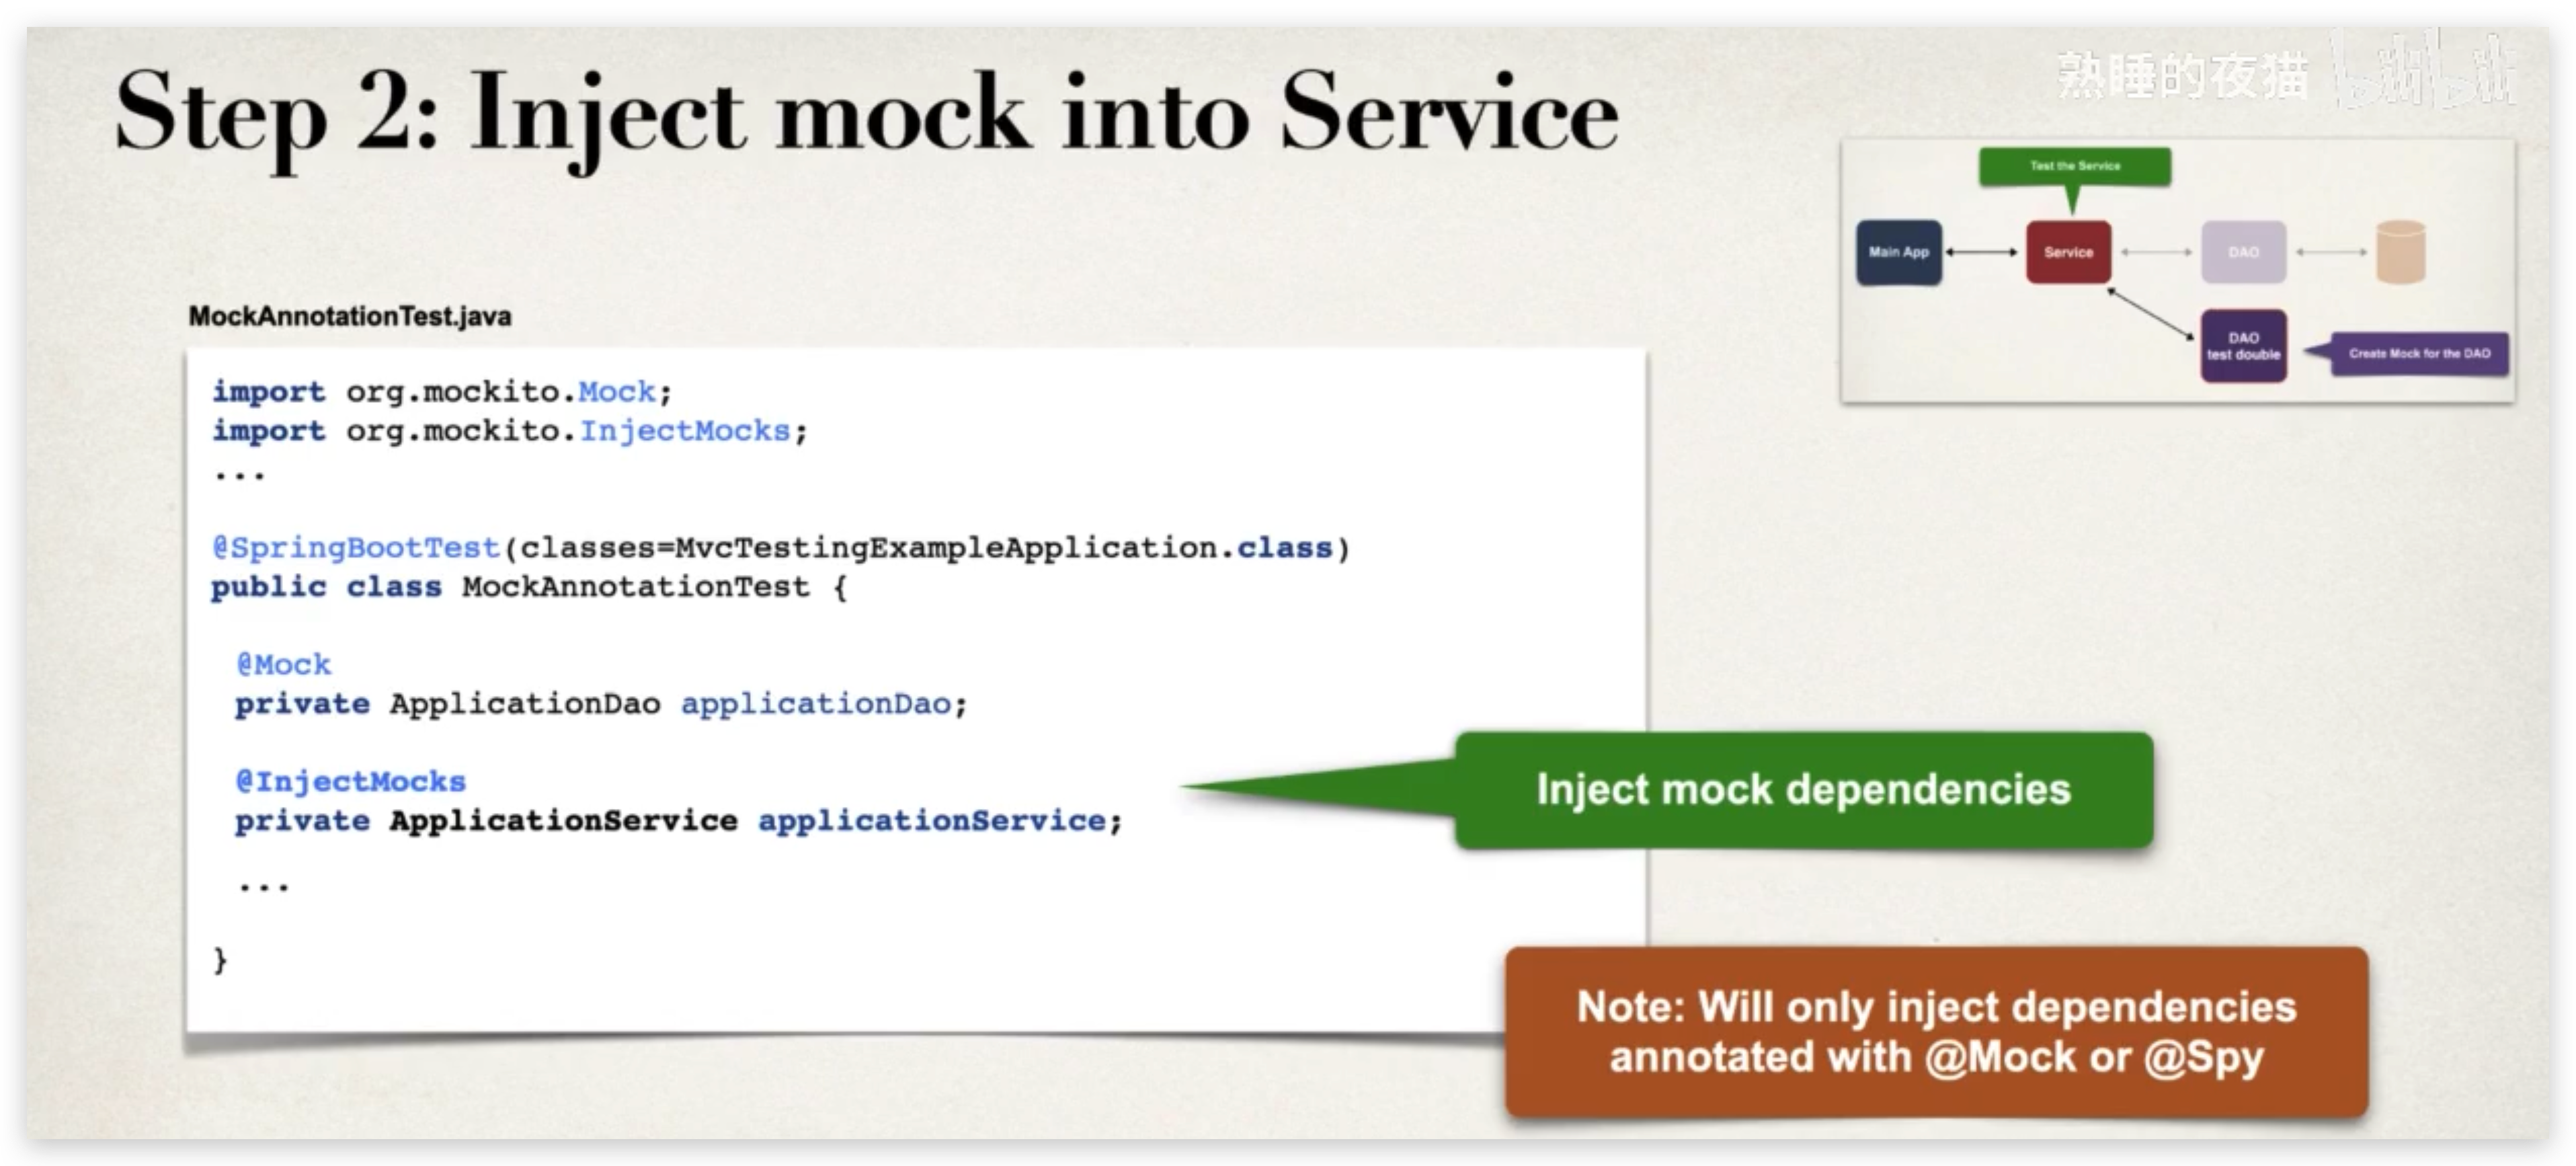 Step 2: Inject mock into Service
熟睡的夜猫 bilibili
Test the Service
Main App
Service
DAO
DAO
test double
Create Mock for the DAO
MockAnnotationTest.java
import org.mockito.Mock;
import org.mockito.InjectMocks;
...
@SpringBootTest(classes=MvcTestingExampleApplication.class)
public class MockAnnotationTest {
@Mock
private ApplicationDao applicationDao;
@InjectMocks
private ApplicationService applicationService;
...
}
Inject mock dependencies
Note: Will only inject dependencies
annotated with @Mock or @Spy